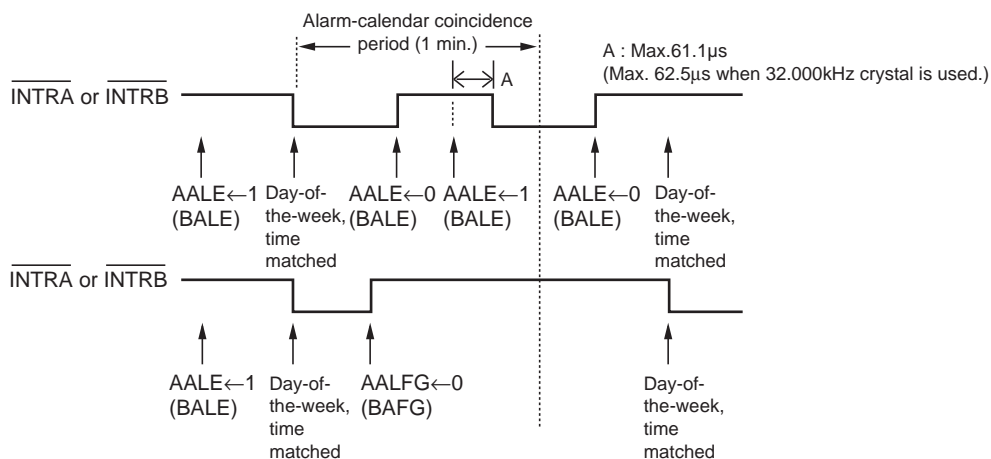 Alarm-calendar coincidence
period (1 min.)
A : Max.61.1μs
(Max. 62.5μs when 32.000kHz crystal is used.)
A
INTRA or INTRB
AALE←1
(BALE)
Day-of-
the-week,
time
matched
AALE←0
(BALE)
AALE←1
(BALE)
AALE←0
(BALE)
Day-of-
the-week,
time
matched
INTRA or INTRB
AALE←1
(BALE)
Day-of-
the-week,
time
matched
AALFG←0
(BAFG)
Day-of-
the-week,
time
matched